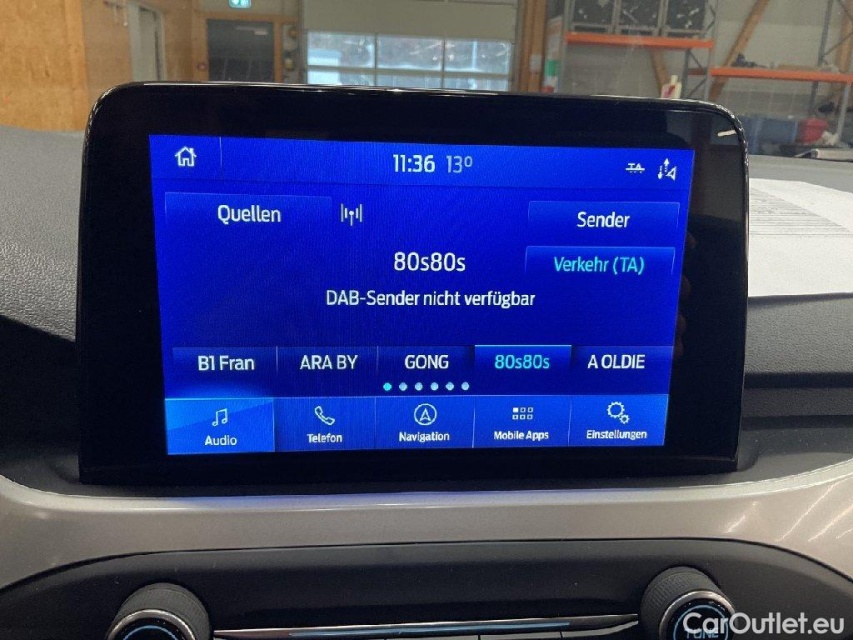 11:36 13°
Quellen
Sender
80s80s
Verkehr (TA)
DAB-Sender nicht verfügbar
B1 Fran ARA BY GONG 80s80s A OLDIE
Audio Telefon Navigation Mobile Apps Einstellungen
TUNE
CarOutlet.eu